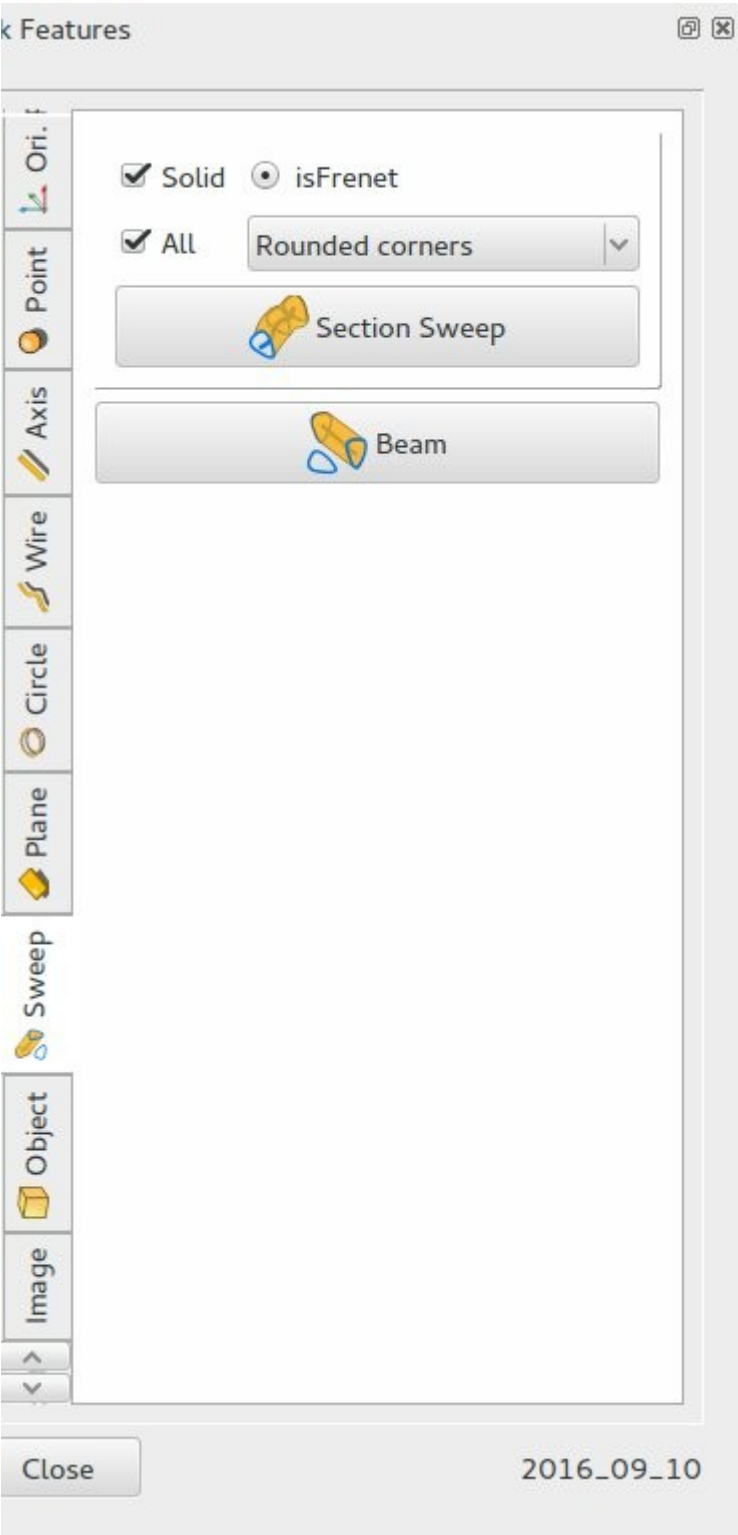 k Features
Ori.
Solid
isFrenet
All
Rounded corners
Section Sweep
Beam
Point
Axis
Wire
Circle
Plane
Sweep
Object
Image
Close
2016_09_10